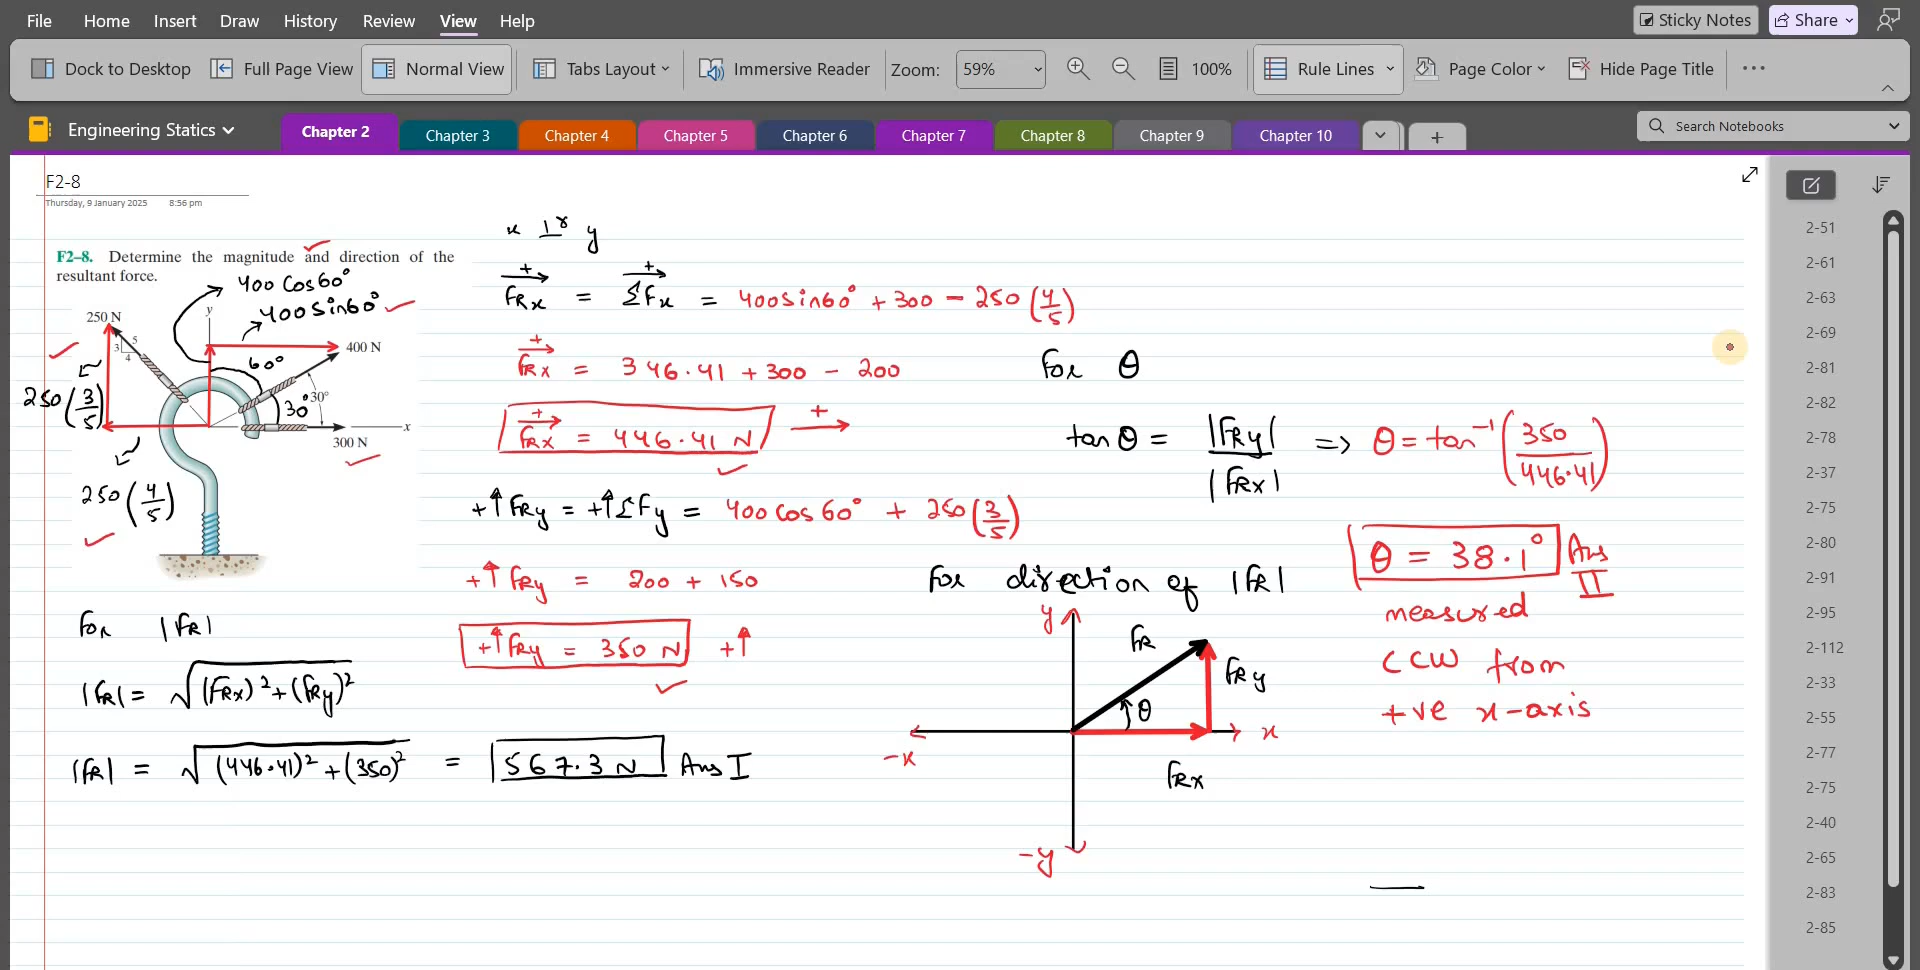 File Home Insert Draw History Review View Help
Sticky Notes Share
Dock to Desktop Full Page View Normal View Tabs Layout Immersive Reader Zoom: 59% 100% Rule Lines Page Color Hide Page Title
Engineering Statics Chapter 2 Chapter 3 Chapter 4 Chapter 5 Chapter 6 Chapter 7 Chapter 8 Chapter 9 Chapter 10 + Search Notebooks
F2-8
Thursday, 9 January 2025 8:56 pm
F2–8. Determine the magnitude and direction of the
resultant force.
400 cos60°
400 sin60°
y
250 N
5
3
4
400 N
60°
30°
30°
x
300 N
250 (3/5)
250 (4/5)
For |FR|
|FR| = √(FRx)² + (FRy)²
|FR| = √(446.41)² + (350)² = 567.3 N Ans I
x 1ʳ y
FRx = ΣFx = 400sin60° + 300 − 250 (4/5)
FRx = 346.41 + 300 − 200
FRx = 446.41 N +
+↑FRy = +↑ΣFy = 400 cos 60° + 250 (3/5)
+↑FRy = 200 + 150
+↑FRy = 350 N +↑
For θ
tan θ = |FRy| / |FRx| => θ = tan⁻¹ (350 / 446.41)
θ = 38.1° Ans II
measured
CCW from
+ve x-axis
For direction of |FR|
y
FR
FRy
θ
x
-x
FRx
-y
2-51
2-61
2-63
2-69
2-81
2-82
2-78
2-37
2-75
2-80
2-91
2-95
2-112
2-33
2-55
2-77
2-75
2-40
2-65
2-83
2-85